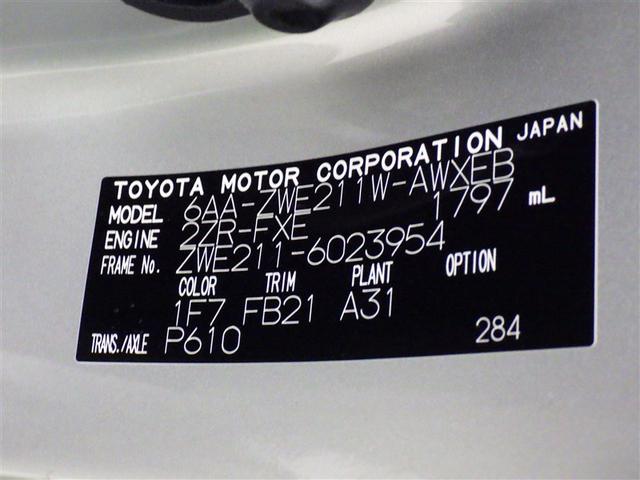 TOYOTA MOTOR CORPORATION JAPAN
MODEL 6AA-ZWE211W-AWXEB
ENGINE 2ZR-FXE 1797 mL
FRAME No. ZWE211-6023954
COLOR TRIM PLANT OPTION
1F7 FB21 A31
TRANS./AXLE P610 284